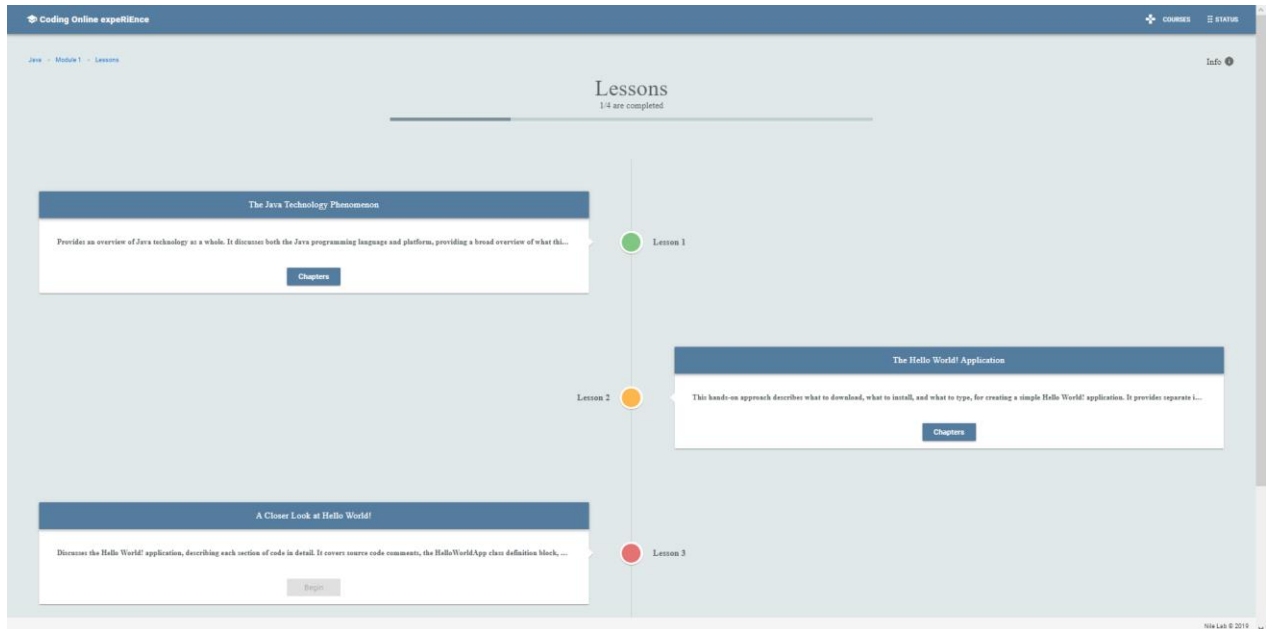 Coding Online expeRiEnce
COURSES
STATUS
Java - Module 1 - Lessons
Info
Lessons
1/4 are completed
The Java Technology Phenomenon
Provides an overview of Java technology as a whole. It discusses both the Java programming language and platform, providing a broad overview of what thi...
Lesson 1
Chapters
The Hello World! Application
Lesson 2
This hands-on approach describes what to download, what to install, and what to type, for creating a simple Hello World! application. It provides separate i...
Chapters
A Closer Look at Hello World!
Discusses the Hello World! application, describing each section of code in detail. It covers source code comments, the HelloWorldApp class definition block, ...
Lesson 3
Begin
Nile Lab © 2019